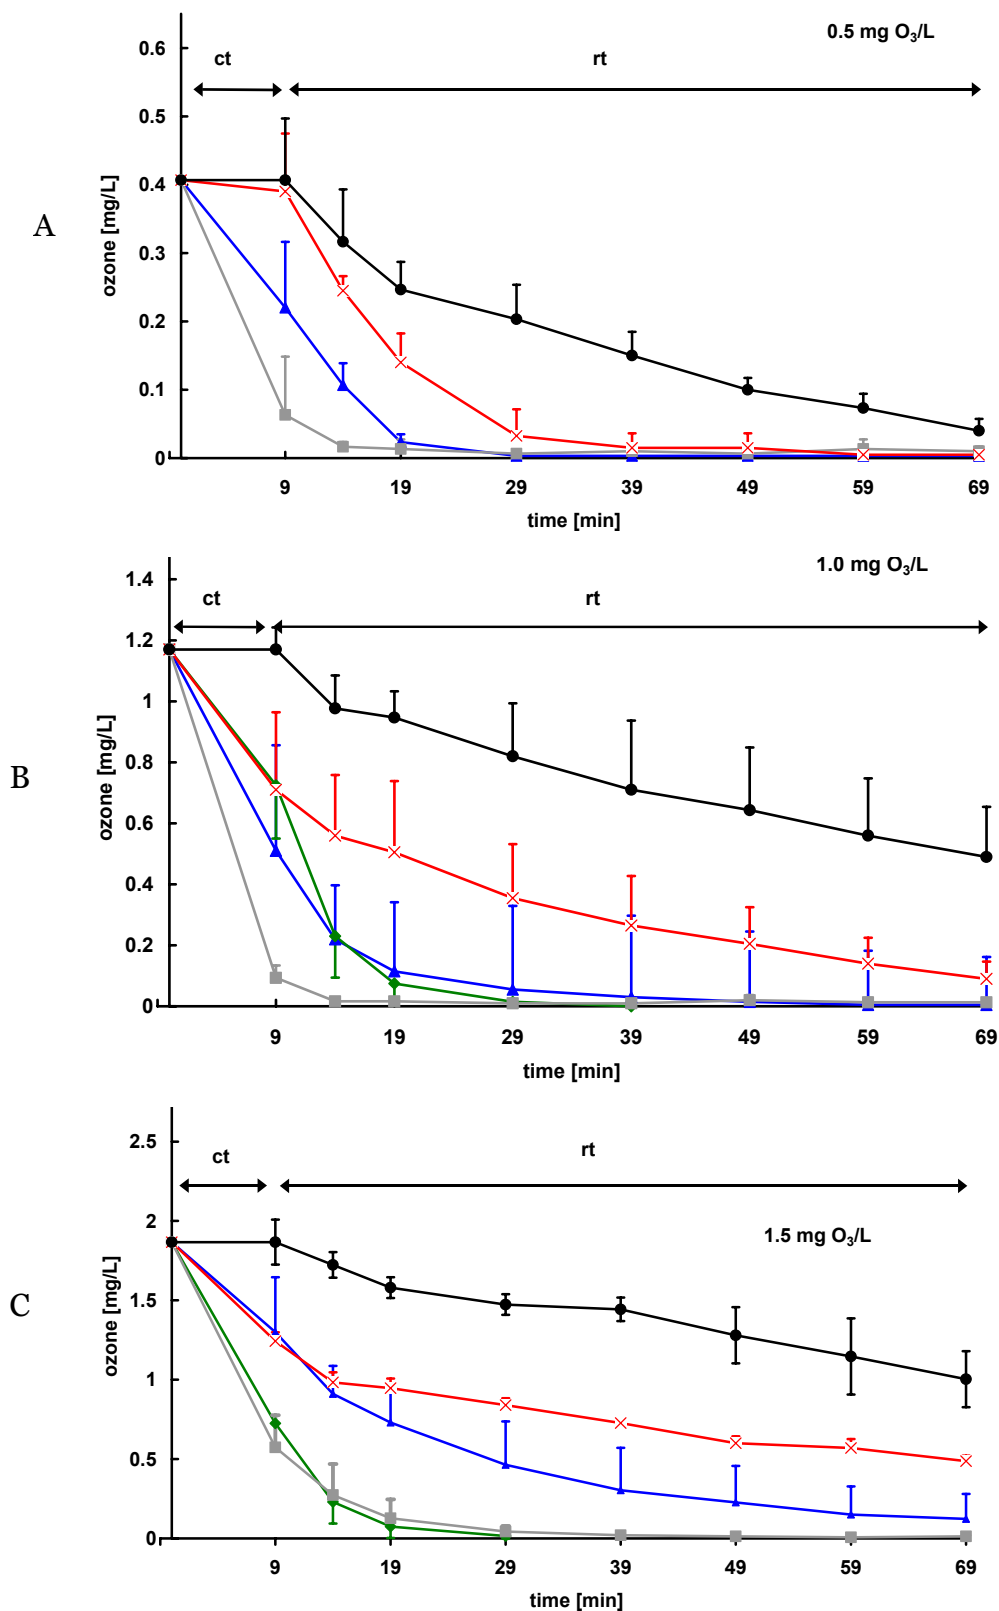 0.5 mg O₃/L
0.6
ct
rt
0.5
0.4
A
ozone [mg/L]
0.3
0.2
0.1
0
9 19 29 39 49 59 69
time [min]
1.0 mg O₃/L
1.4
ct
rt
1.2
1
ozone [mg/L]
B
0.8
0.6
0.4
0.2
0
9 19 29 39 49 59 69
time [min]
2.5
ct
rt
2
1.5 mg O₃/L
C
ozone [mg/L]
1.5
1
0.5
0
9 19 29 39 49 59 69
time [min]